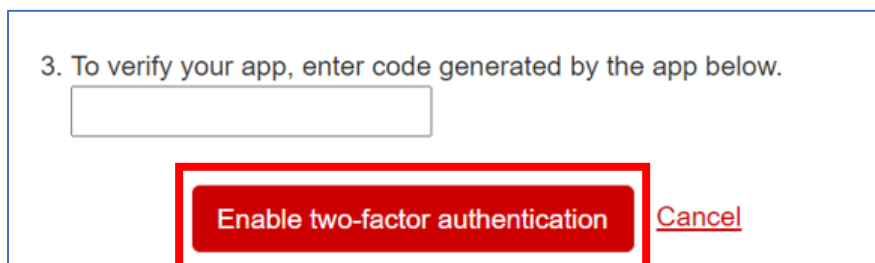 3. To verify your app, enter code generated by the app below.
Enable two-factor authentication Cancel